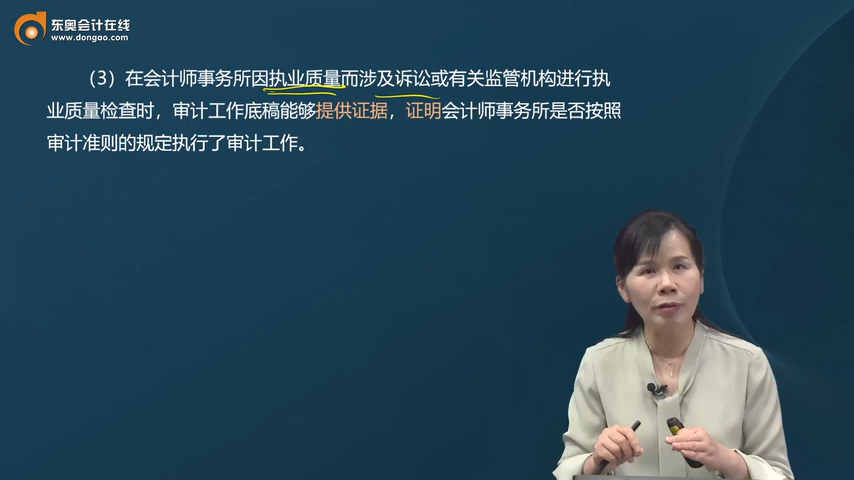 东奥会计在线
www.dongao.com
（3）在会计师事务所因执业质量而涉及诉讼或有关监管机构进行执
业质量检查时，审计工作底稿能够提供证据，证明会计师事务所是否按照
审计准则的规定执行了审计工作。